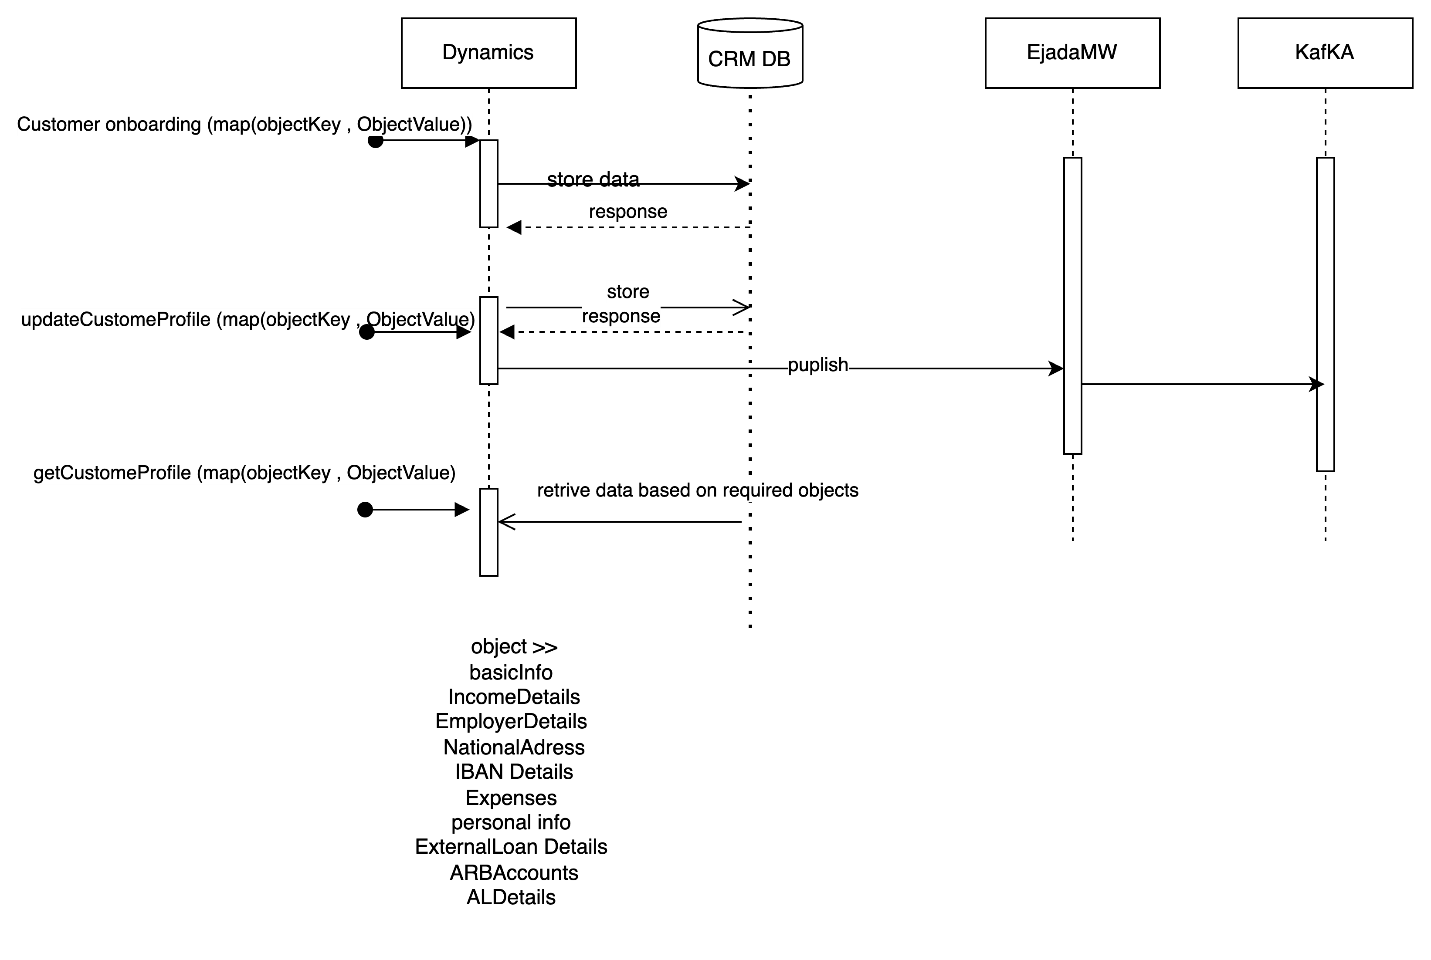 Dynamics
CRM DB
EjadaMW
KafKA
Customer onboarding (map(objectKey , ObjectValue))
store data
response
store
response
updateCustomeProfile (map(objectKey , ObjectValue)
puplish
getCustomeProfile (map(objectKey , ObjectValue)
retrive data based on required objects
object >>
basicInfo
IncomeDetails
EmployerDetails
NationalAdress
IBAN Details
Expenses
personal info
ExternalLoan Details
ARBAccounts
ALDetails